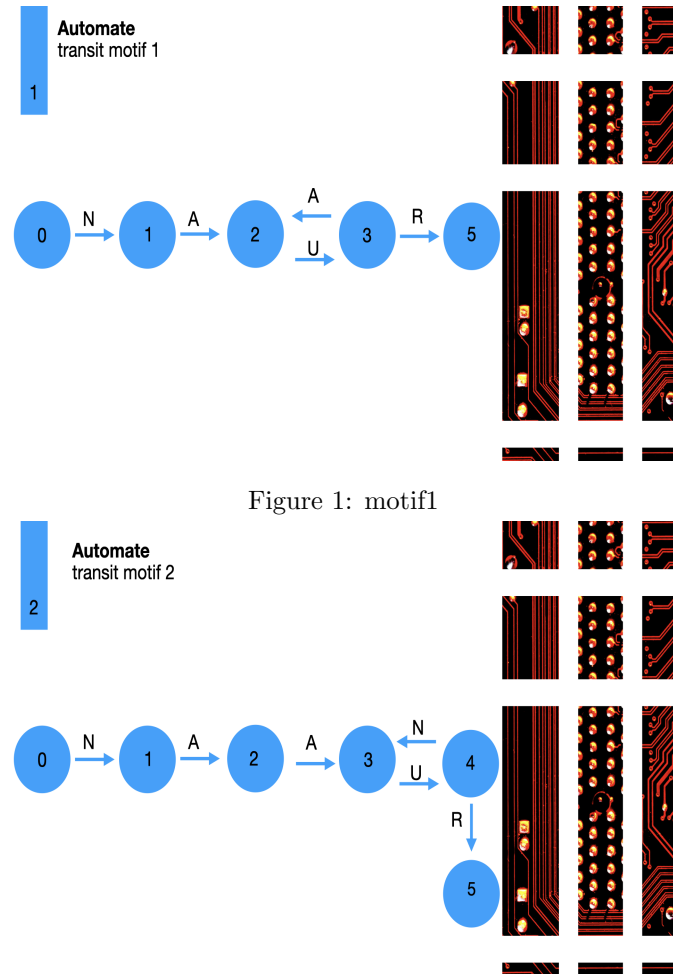 Automate
transit motif 1
1
A
N A R
0 1 2 3 5
U
Figure 1: motif1
Automate
transit motif 2
2
N A A N
0 1 2 3 4
U
R
5